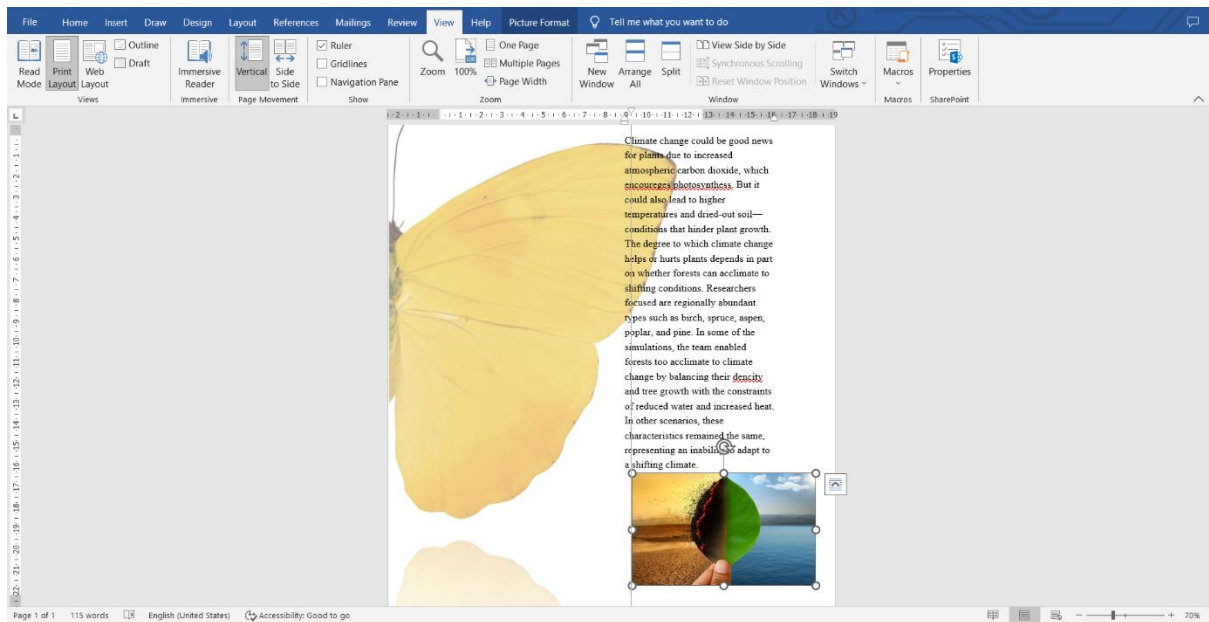 File Home Insert Draw Design Layout References Mailings Review View Help Picture Format Tell me what you want to do
Outline Ruler One Page View Side by Side
Draft Gridlines Multiple Pages Synchronous Scrolling
Navigation Pane Page Width Reset Window Position
Read Mode Print Layout Web Layout Immersive Reader Vertical Side to Side Zoom 100% New Window Arrange All Split Switch Windows Macros Properties
Views Immersive Page Movement Show Zoom Window Macros SharePoint
Climate change could be good news
for plants due to increased
atmospheric carbon dioxide, which
encoureges photosynthess. But it
could also lead to higher
temperatures and dried-out soil—
conditions that hinder plant growth.
The degree to which climate change
helps or hurts plants depends in part
on whether forests can acclimate to
shifting conditions. Researchers
focused are regionally abundant
types such as birch, spruce, aspen,
poplar, and pine. In some of the
simulations, the team enabled
forests too acclimate to climate
change by balancing their dencity
and tree growth with the constraints
of reduced water and increased heat.
In other scenarios, these
characteristics remained the same,
representing an inability to adapt to
a shifting climate.
Page 1 of 1 115 words English (United States) Accessibility: Good to go 70%